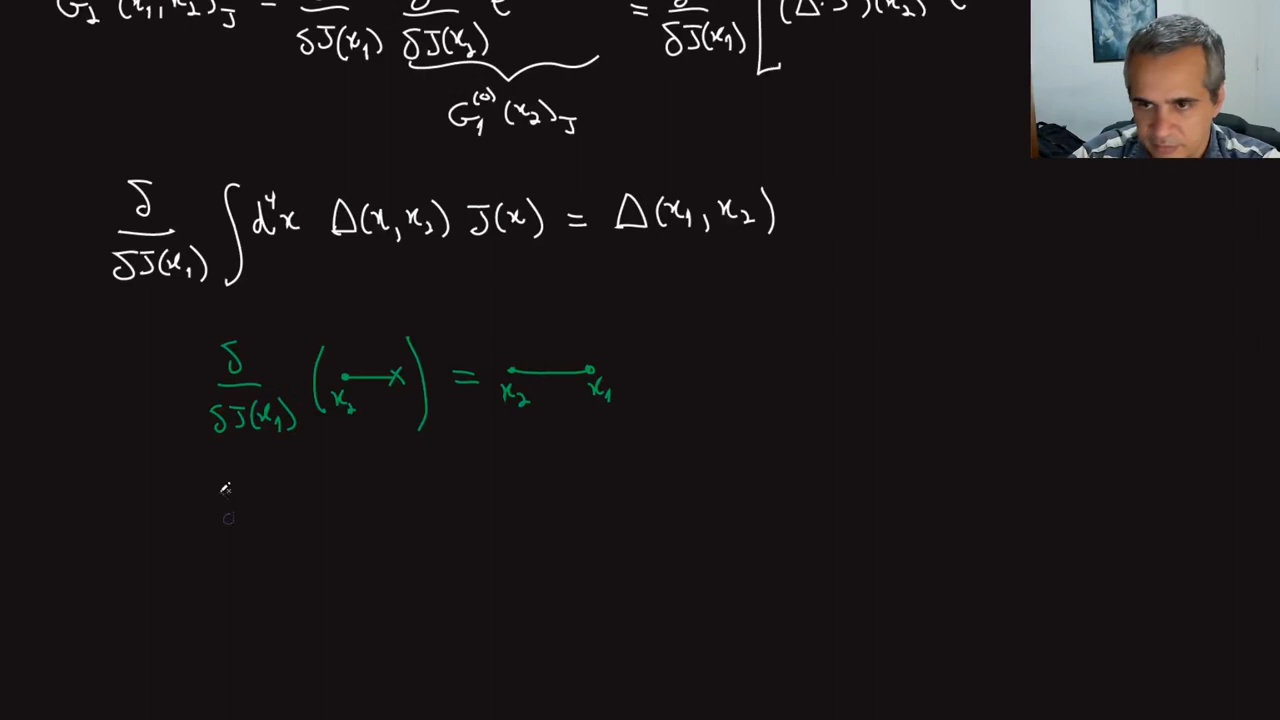 G₂ (x₁, x₂)_J = δ/δJ(x₁) δ/δJ(x₂) = δ/δJ(x₁) [(Δ·J)(x₂)
G₁⁽⁰⁾(x₂)_J
δ/δJ(x₁) ∫ d⁴x Δ(x, x₂) J(x) = Δ(x₁, x₂)
δ/δJ(x₁) ( x₂ ) = x₂ x₁